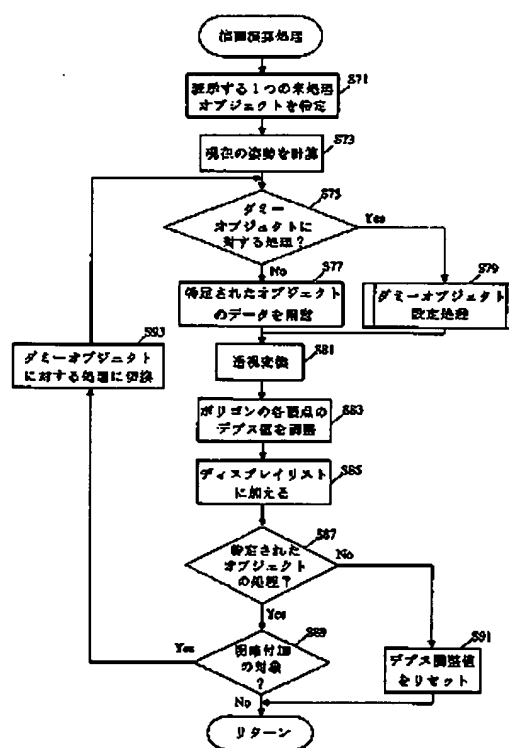 描画演算処理
S71
表示する1つの未処理
オブジェクトを特定
S73
現在の姿勢を計算
S75
ダミー
オブジェクトに
対する処理?
Yes
No
S77
特定されたオブジェクト
のデータを用意
S79
ダミーオブジェクト
設定処理
S93
ダミーオブジェクト
に対する処理に切換
S81
透視変換
S83
ポリゴンの各頂点の
デプス値を調整
S85
ディスプレイリスト
に加える
S87
特定された
オブジェクト
の処理?
No
Yes
S89
の対象
?
Yes
No
S91
デプス調整値
をリセット
リターン